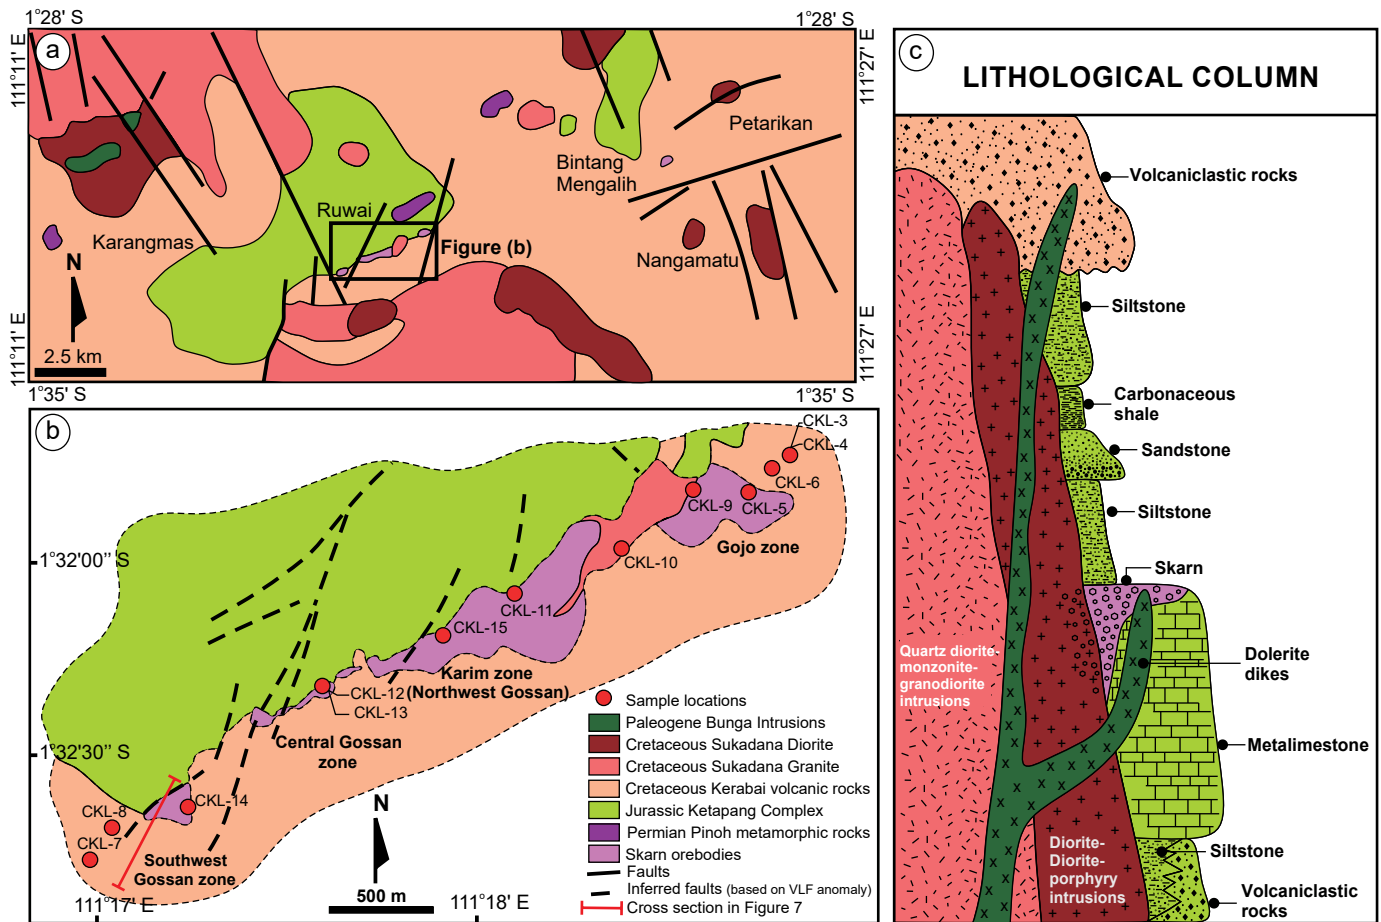 1°28' S
1°28' S
111°11' E
111°27' E
a
Petarikan
Bintang
Mengalih
Ruwai
Karangmas
Figure (b)
Nangamatu
N
2.5 km
111°11' E
111°27' E
1°35' S
1°35' S
b
CKL-3
CKL-4
CKL-6
CKL-9
CKL-5
Gojo zone
1°32'00’’ S
CKL-10
CKL-11
CKL-15
Karim zone
(Northwest Gossan)
CKL-12
CKL-13
Central Gossan
zone
1°32'30’’ S
CKL-14
CKL-8
CKL-7
Southwest
Gossan zone
N
500 m
111°17' E
111°18' E
Sample locations
Paleogene Bunga Intrusions
Cretaceous Sukadana Diorite
Cretaceous Sukadana Granite
Cretaceous Kerabai volcanic rocks
Jurassic Ketapang Complex
Permian Pinoh metamorphic rocks
Skarn orebodies
Faults
Inferred faults (based on VLF anomaly)
Cross section in Figure 7
c
LITHOLOGICAL COLUMN
Volcaniclastic rocks
Siltstone
Carbonaceous
shale
Sandstone
Siltstone
Skarn
Quartz diorite-
monzonite-
granodiorite
intrusions
Dolerite
dikes
Metalimestone
Diorite-
Diorite-
porphyry
intrusions
Siltstone
Volcaniclastic
rocks